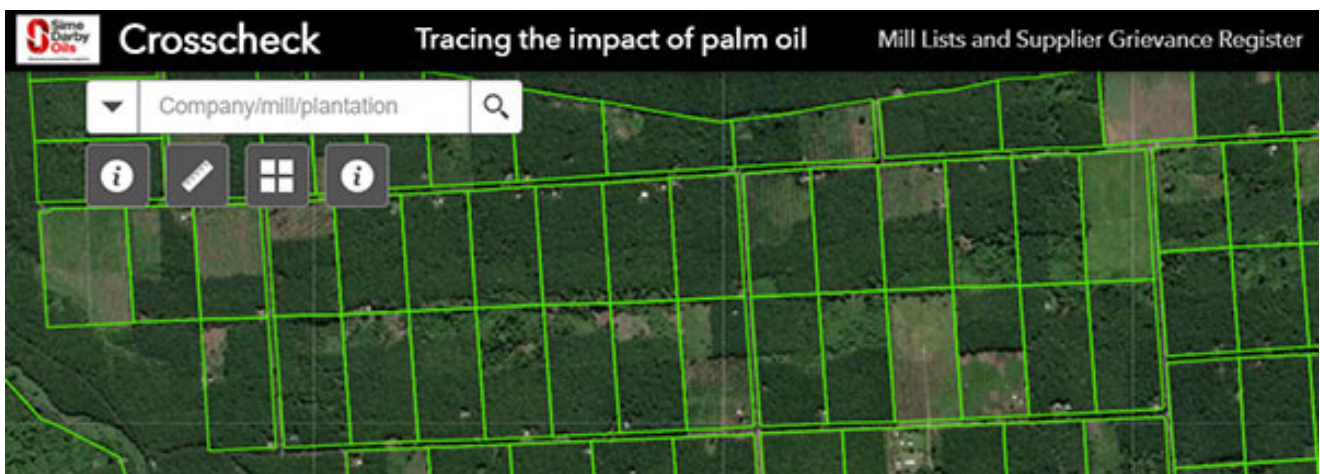 Sime
Darby
Oils
Crosscheck
Tracing the impact of palm oil
Mill Lists and Supplier Grievance Register
Company/mill/plantation